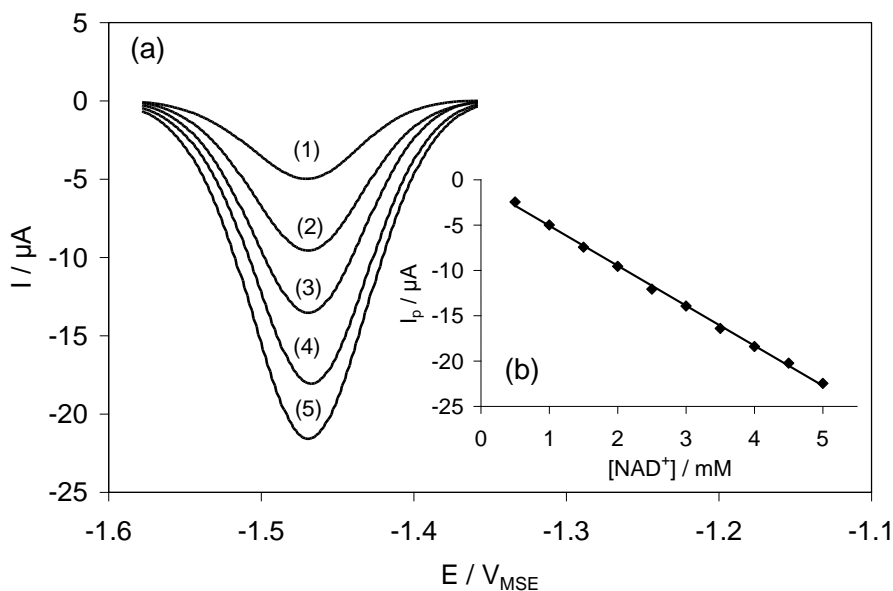 (a)
5
0
-5
-10
-15
-20
-25
I / µA
-1.6 -1.5 -1.4 -1.3 -1.2 -1.1
E / V_MSE
(1)
(2)
(3)
(4)
(5)
(b)
0
-5
-10
-15
-20
-25
I_p / µA
0 1 2 3 4 5
[NAD⁺] / mM